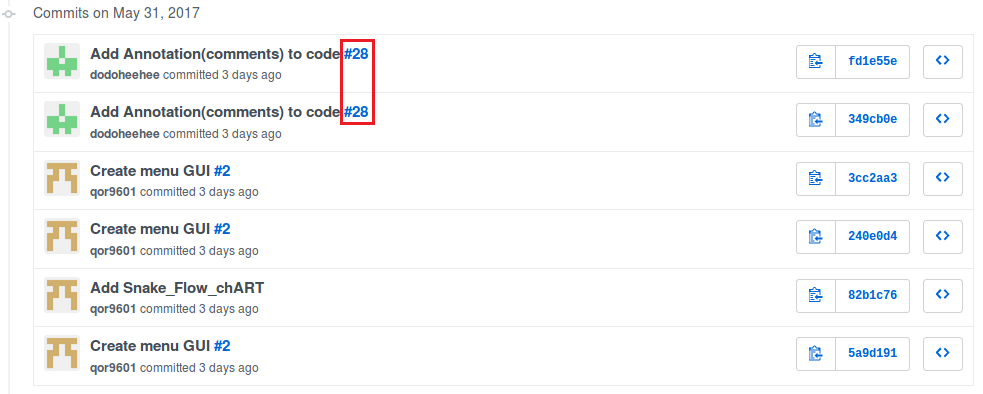 Commits on May 31, 2017
Add Annotation(comments) to code #28
dodoheehee committed 3 days ago
fd1e55e
Add Annotation(comments) to code #28
dodoheehee committed 3 days ago
349cb0e
Create menu GUI #2
qor9601 committed 3 days ago
3cc2aa3
Create menu GUI #2
qor9601 committed 3 days ago
240e0d4
Add Snake_Flow_chART
qor9601 committed 3 days ago
82b1c76
Create menu GUI #2
qor9601 committed 3 days ago
5a9d191